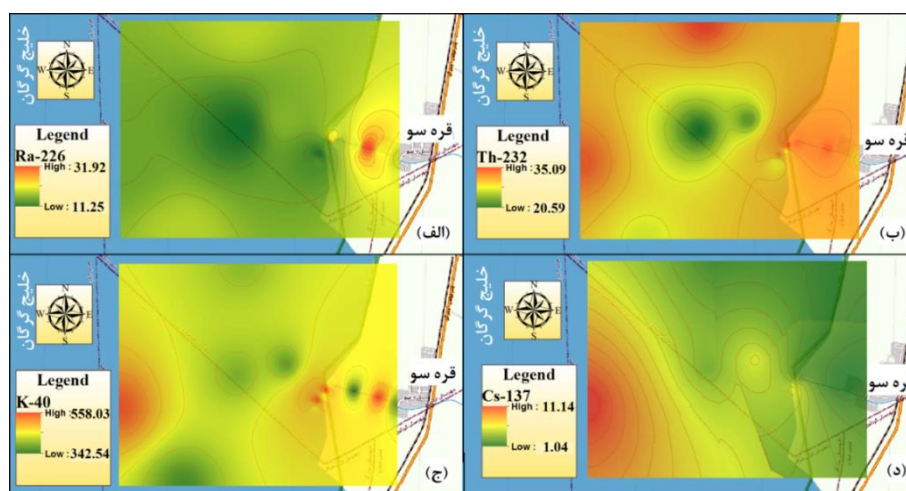 خلیج گرگان
N
W E
S
Legend
Ra-226
High : 31.92
Low : 11.25
قره سو
(الف)
خلیج گرگان
N
W E
S
Legend
Th-232
High : 35.09
Low : 20.59
قره سو
(ب)
خلیج گرگان
N
W E
S
Legend
K-40
High : 558.03
Low : 342.54
قره سو
(ج)
خلیج گرگان
N
W E
S
Legend
Cs-137
High : 11.14
Low : 1.04
قره سو
(د)